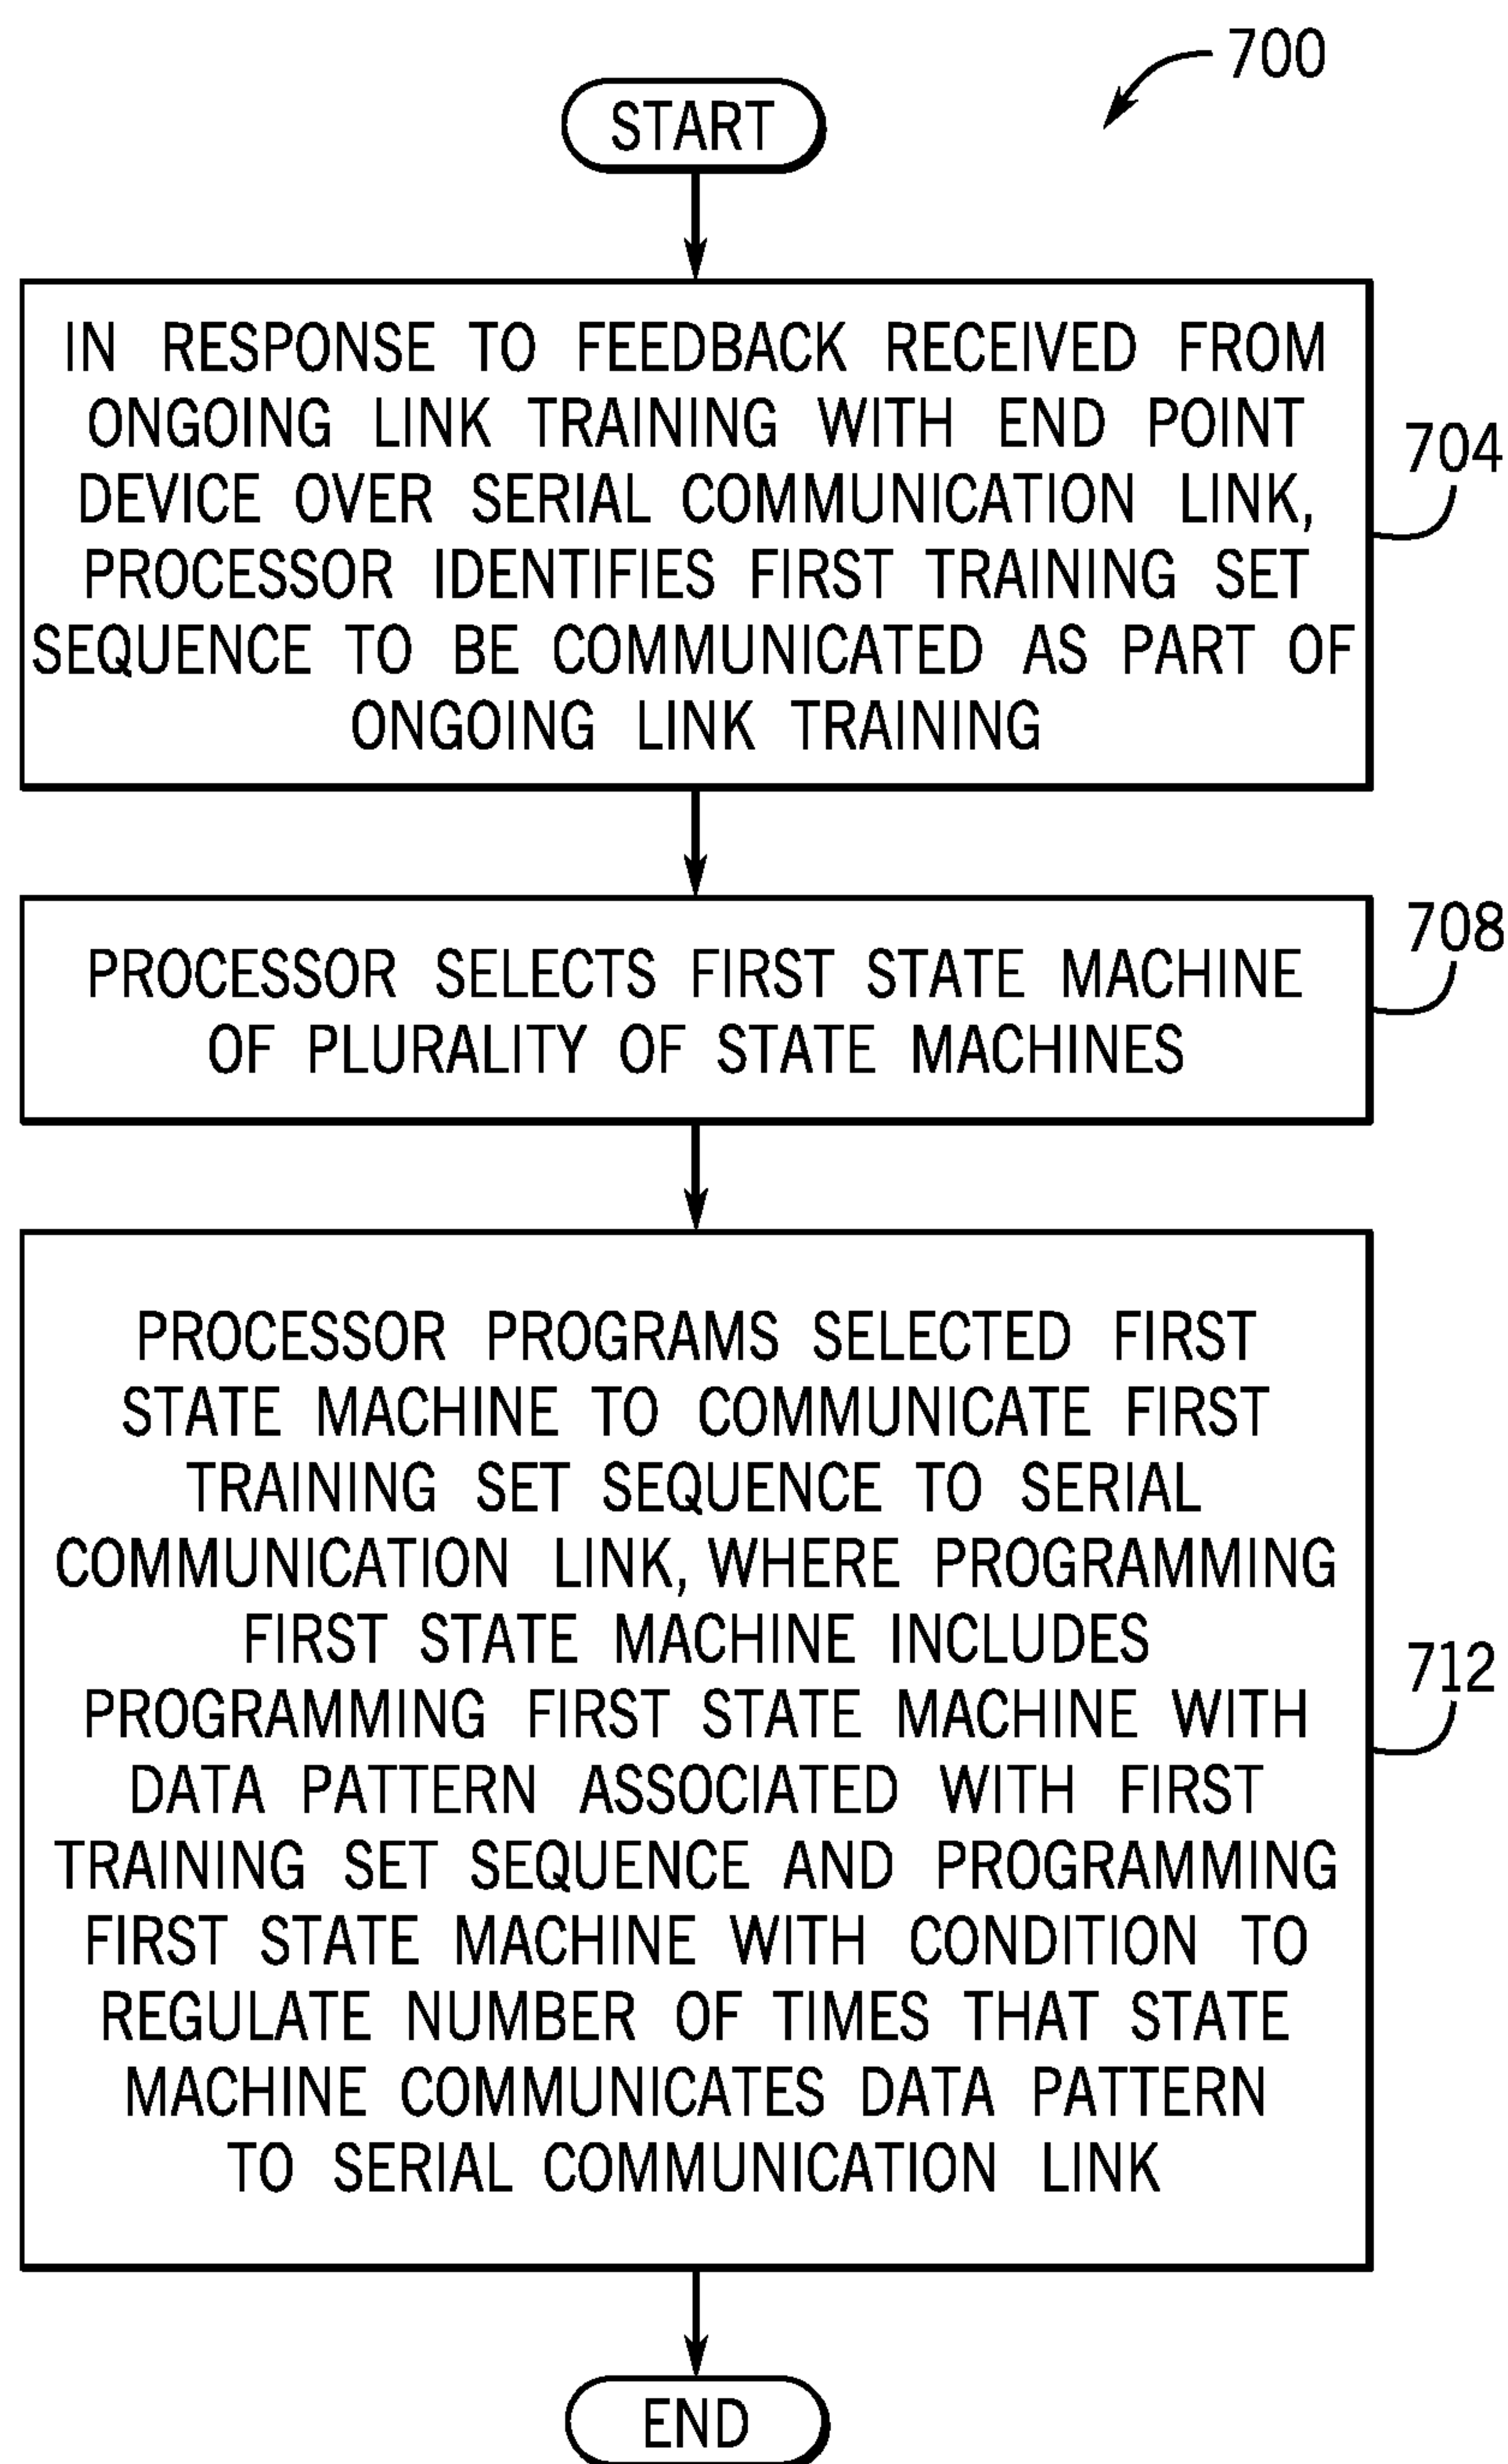 700
START
IN RESPONSE TO FEEDBACK RECEIVED FROM
ONGOING LINK TRAINING WITH END POINT
DEVICE OVER SERIAL COMMUNICATION LINK,
PROCESSOR IDENTIFIES FIRST TRAINING SET
SEQUENCE TO BE COMMUNICATED AS PART OF
ONGOING LINK TRAINING
704
PROCESSOR SELECTS FIRST STATE MACHINE
OF PLURALITY OF STATE MACHINES
708
PROCESSOR PROGRAMS SELECTED FIRST
STATE MACHINE TO COMMUNICATE FIRST
TRAINING SET SEQUENCE TO SERIAL
COMMUNICATION LINK, WHERE PROGRAMMING
FIRST STATE MACHINE INCLUDES
PROGRAMMING FIRST STATE MACHINE WITH
DATA PATTERN ASSOCIATED WITH FIRST
TRAINING SET SEQUENCE AND PROGRAMMING
FIRST STATE MACHINE WITH CONDITION TO
REGULATE NUMBER OF TIMES THAT STATE
MACHINE COMMUNICATES DATA PATTERN
TO SERIAL COMMUNICATION LINK
712
END